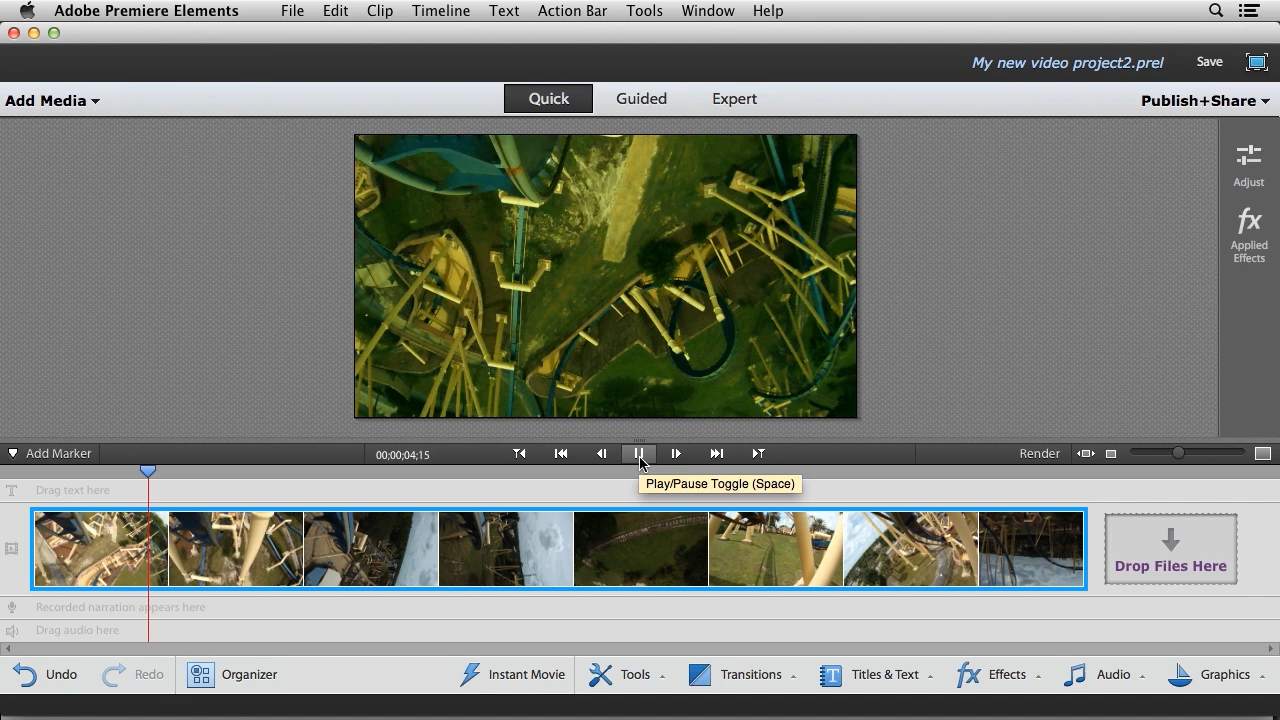 Adobe Premiere Elements File Edit Clip Timeline Text Action Bar Tools Window Help
My new video project2.prel Save
Add Media Quick Guided Expert Publish+Share
Adjust
fx
Applied
Effects
Add Marker 00;00;04;15 Render
Play/Pause Toggle (Space)
T Drag text here
Drop Files Here
Recorded narration appears here
Drag audio here
Undo Redo Organizer Instant Movie Tools Transitions T Titles & Text fx Effects Audio Graphics